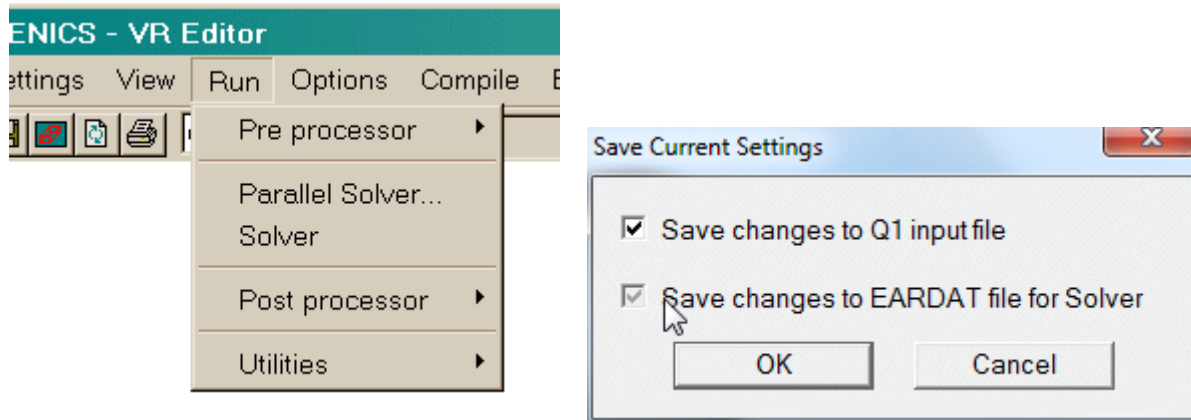 ENICS - VR Editor
ettings View Run Options Compile
Pre processor
Parallel Solver...
Solver
Post processor
Utilities
Save Current Settings
Save changes to Q1 input file
Save changes to EARDAT file for Solver
OK Cancel